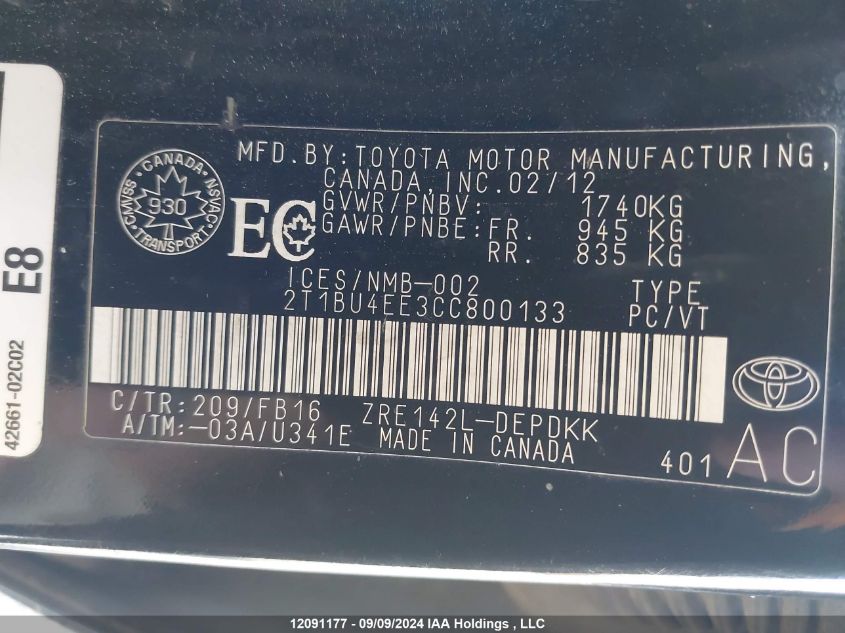 MFD.BY:TOYOTA MOTOR MANUFACTURING,
CANADA,INC.02/12
GVWR/PNBV: 1740KG
GAWR/PNBE:FR. 945 KG
RR. 835 KG
CANADA
CMVSS
NSVAC
930
TRANSPORT
EC
ICES/NMB-002
2T1BU4EE3CC800133
TYPE
PC/VT
C/TR:209/FB16 ZRE142L-DEPDKK
A/TM:-03A/U341E MADE IN CANADA
401 AC
E8
42661-02C02
12091177 - 09/09/2024 IAA Holdings , LLC